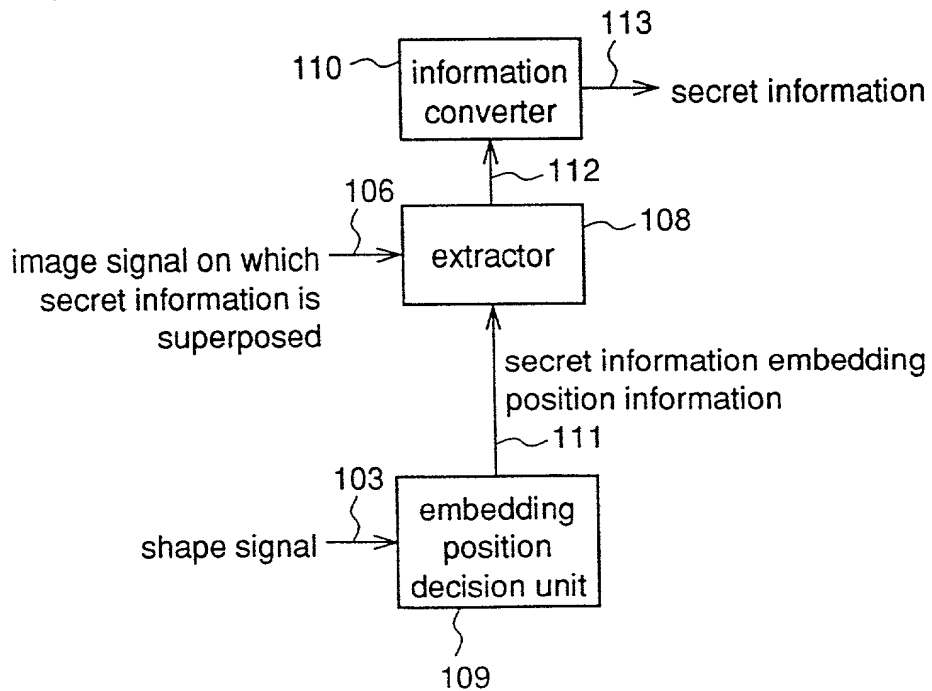 113
110
information
converter
secret information
112
106
108
extractor
image signal on which
secret information is
superposed
secret information embedding
position information
111
103
shape signal
embedding
position
decision unit
109